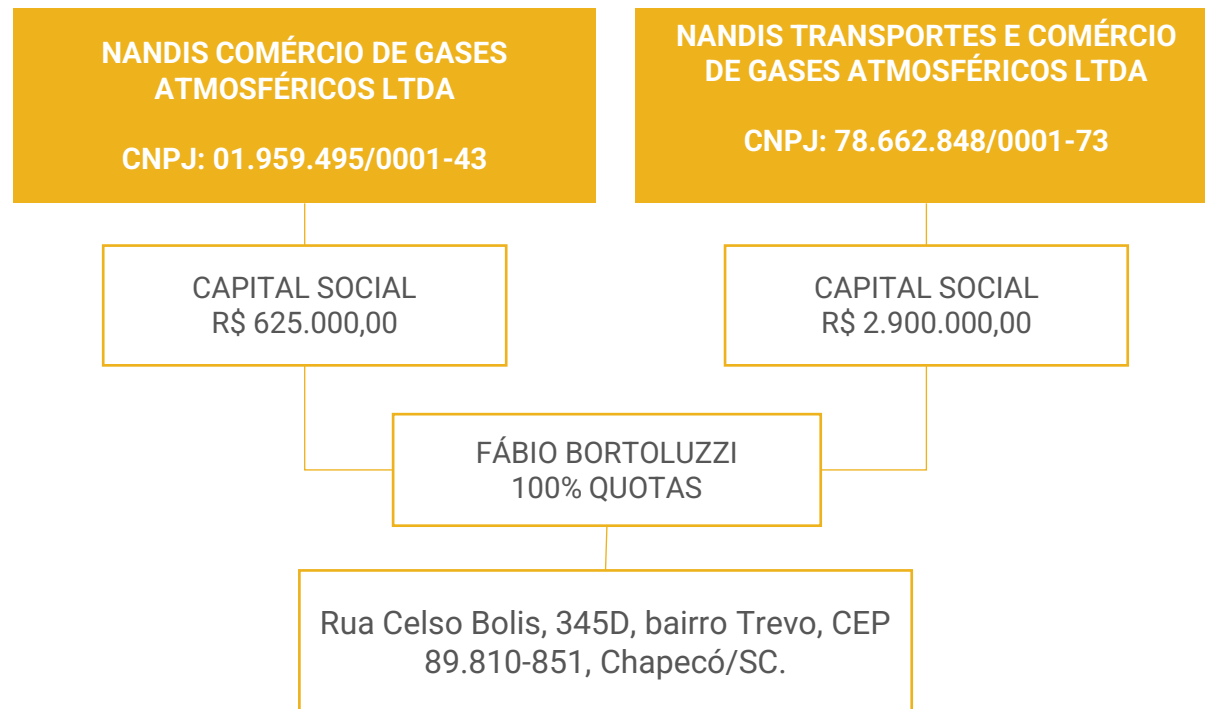 NANDIS COMÉRCIO DE GASES
ATMOSFÉRICOS LTDA
CNPJ: 01.959.495/0001-43
NANDIS TRANSPORTES E COMÉRCIO
DE GASES ATMOSFÉRICOS LTDA
CNPJ: 78.662.848/0001-73
CAPITAL SOCIAL
R$ 625.000,00
CAPITAL SOCIAL
R$ 2.900.000,00
FÁBIO BORTOLUZZI
100% QUOTAS
Rua Celso Bolis, 345D, bairro Trevo, CEP
89.810-851, Chapecó/SC.